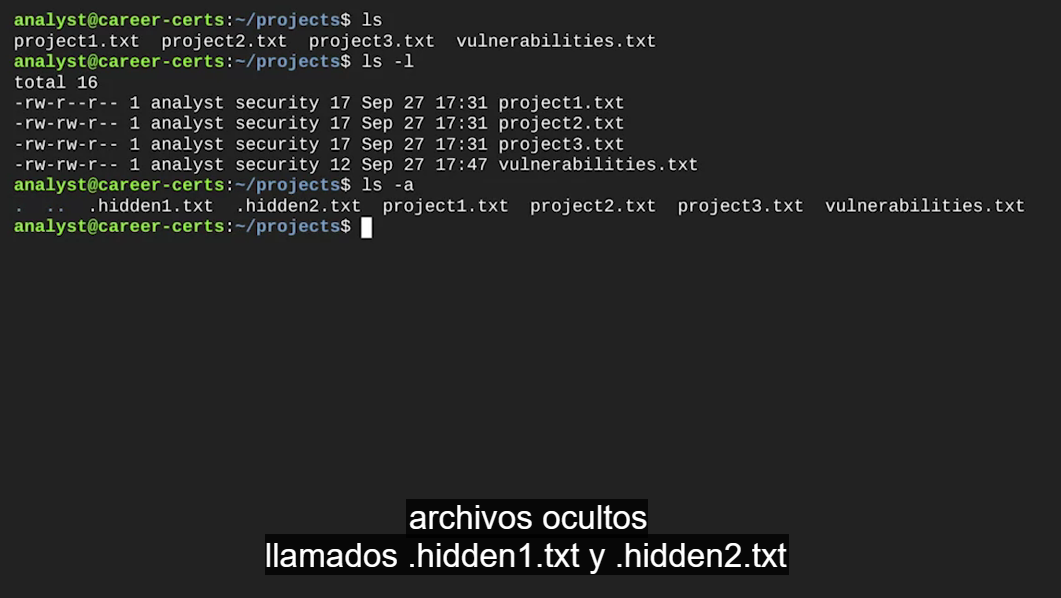 analyst@career-certs:~/projects$ ls
project1.txt  project2.txt  project3.txt  vulnerabilities.txt
analyst@career-certs:~/projects$ ls -l
total 16
-rw-r--r-- 1 analyst security 17 Sep 27 17:31 project1.txt
-rw-rw-r-- 1 analyst security 17 Sep 27 17:31 project2.txt
-rw-rw-r-- 1 analyst security 17 Sep 27 17:31 project3.txt
-rw-rw-r-- 1 analyst security 12 Sep 27 17:47 vulnerabilities.txt
analyst@career-certs:~/projects$ ls -a
.  ..  .hidden1.txt  .hidden2.txt  project1.txt  project2.txt  project3.txt  vulnerabilities.txt
analyst@career-certs:~/projects$
archivos ocultos
llamados .hidden1.txt y .hidden2.txt